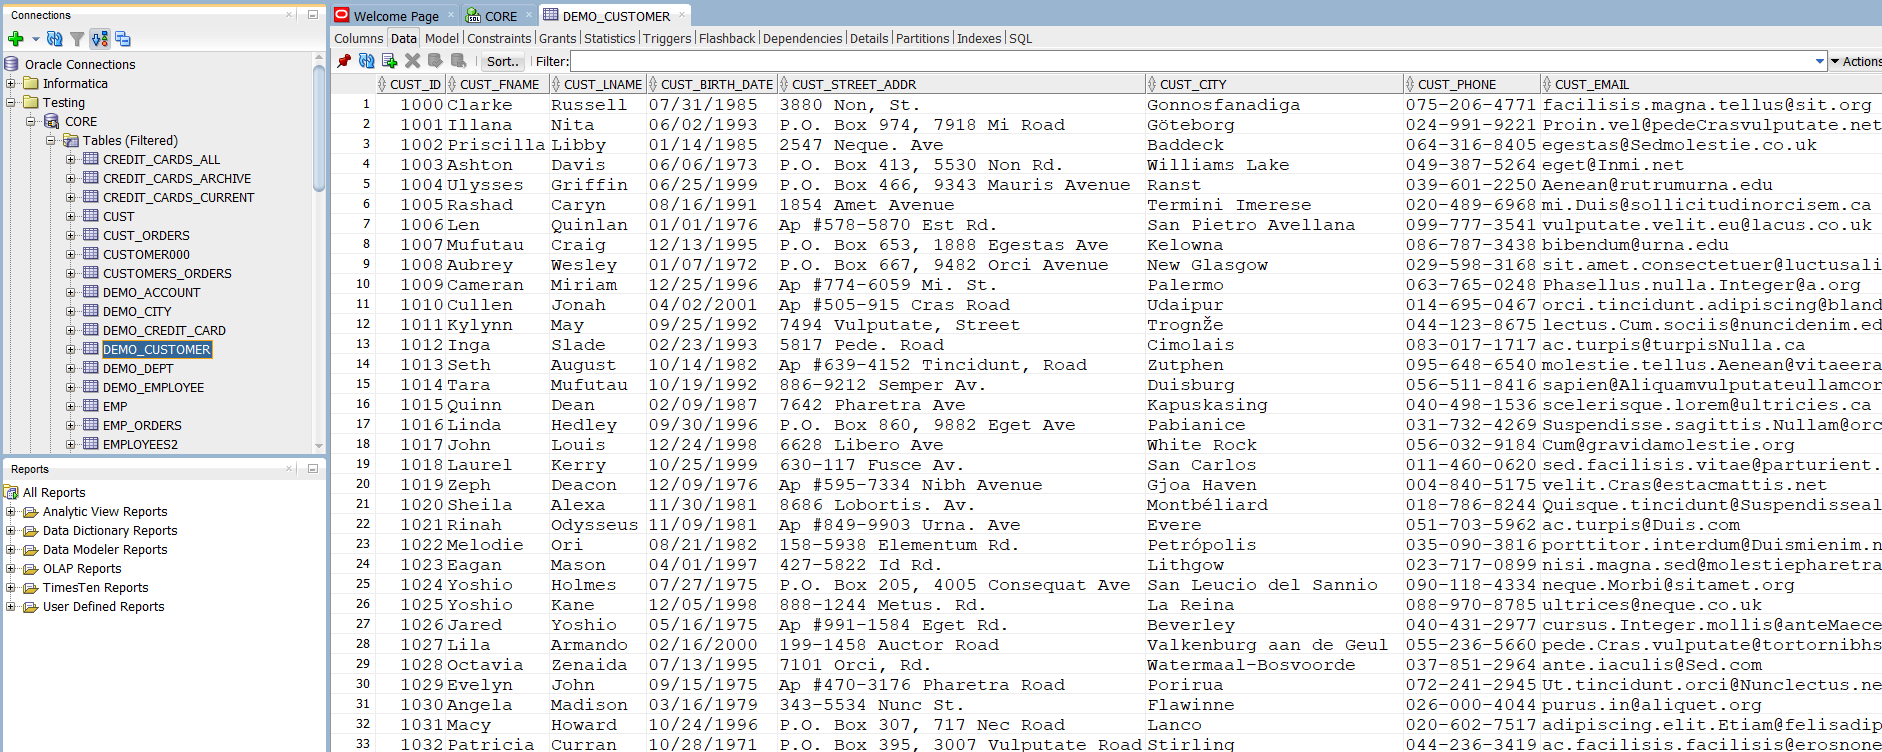 Connections
Oracle Connections
Informatica
Testing
CORE
Tables (Filtered)
CREDIT_CARDS_ALL
CREDIT_CARDS_ARCHIVE
CREDIT_CARDS_CURRENT
CUST
CUST_ORDERS
CUSTOMER000
CUSTOMERS_ORDERS
DEMO_ACCOUNT
DEMO_CITY
DEMO_CREDIT_CARD
DEMO_CUSTOMER
DEMO_DEPT
DEMO_EMPLOYEE
EMP
EMP_ORDERS
EMPLOYEES2
Reports
All Reports
Analytic View Reports
Data Dictionary Reports
Data Modeler Reports
OLAP Reports
TimesTen Reports
User Defined Reports
Welcome Page CORE DEMO_CUSTOMER
Columns Data Model Constraints Grants Statistics Triggers Flashback Dependencies Details Partitions Indexes SQL
Sort.. Filter: Actions
CUST_ID CUST_FNAME CUST_LNAME CUST_BIRTH_DATE CUST_STREET_ADDR CUST_CITY CUST_PHONE CUST_EMAIL
1 1000 Clarke Russell 07/31/1985 3880 Non, St. Gonnosfanadiga 075-206-4771 facilisis.magna.tellus@sit.org
2 1001 Illana Nita 06/02/1993 P.O. Box 974, 7918 Mi Road Göteborg 024-991-9221 Proin.vel@pedeCrasvulputate.net
3 1002 Priscilla Libby 01/14/1985 2547 Neque. Ave Baddeck 064-316-8405 egestas@Sedmolestie.co.uk
4 1003 Ashton Davis 06/06/1973 P.O. Box 413, 5530 Non Rd. Williams Lake 049-387-5264 eget@Inmi.net
5 1004 Ulysses Griffin 06/25/1999 P.O. Box 466, 9343 Mauris Avenue Ranst 039-601-2250 Aenean@rutrumurna.edu
6 1005 Rashad Caryn 08/16/1991 1854 Amet Avenue Termini Imerese 020-489-6968 mi.Duis@sollicitudinorcisem.ca
7 1006 Len Quinlan 01/01/1976 Ap #578-5870 Est Rd. San Pietro Avellana 099-777-3541 vulputate.velit.eu@lacus.co.uk
8 1007 Mufutau Craig 12/13/1995 P.O. Box 653, 1888 Egestas Ave Kelowna 086-787-3438 bibendum@urna.edu
9 1008 Aubrey Wesley 01/07/1972 P.O. Box 667, 9482 Orci Avenue New Glasgow 029-598-3168 sit.amet.consectetuer@luctusali
10 1009 Cameran Miriam 12/25/1996 Ap #774-6059 Mi. St. Palermo 063-765-0248 Phasellus.nulla.Integer@a.org
11 1010 Cullen Jonah 04/02/2001 Ap #505-915 Cras Road Udaipur 014-695-0467 orci.tincidunt.adipiscing@bland
12 1011 Kylynn May 09/25/1992 7494 Vulputate, Street TrognŽe 044-123-8675 lectus.Cum.sociis@nuncidenim.ed
13 1012 Inga Slade 02/23/1993 5817 Pede. Road Cimolais 083-017-1717 ac.turpis@turpisNulla.ca
14 1013 Seth August 10/14/1982 Ap #639-4152 Tincidunt, Road Zutphen 095-648-6540 molestie.tellus.Aenean@vitaeera
15 1014 Tara Mufutau 10/19/1992 886-9212 Semper Av. Duisburg 056-511-8416 sapien@Aliquamvulputateullamcor
16 1015 Quinn Dean 02/09/1987 7642 Pharetra Ave Kapuskasing 040-498-1536 scelerisque.lorem@ultricies.ca
17 1016 Linda Hedley 09/30/1996 P.O. Box 860, 9882 Eget Ave Pabianice 031-732-4269 Suspendisse.sagittis.Nullam@orc
18 1017 John Louis 12/24/1998 6628 Libero Ave White Rock 056-032-9184 Cum@gravidamolestie.org
19 1018 Laurel Kerry 10/25/1999 630-117 Fusce Av. San Carlos 011-460-0620 sed.facilisis.vitae@parturient.
20 1019 Zeph Deacon 12/09/1976 Ap #595-7334 Nibh Avenue Gjoa Haven 004-840-5175 velit.Cras@estacmattis.net
21 1020 Sheila Alexa 11/30/1981 8686 Lobortis. Av. Montbéliard 018-786-8244 Quisque.tincidunt@Suspendisseal
22 1021 Rinah Odysseus 11/09/1981 Ap #849-9903 Urna. Ave Evere 051-703-5962 ac.turpis@Duis.com
23 1022 Melodie Ori 08/21/1982 158-5938 Elementum Rd. Petrópolis 035-090-3816 porttitor.interdum@Duismienim.n
24 1023 Eagan Mason 04/01/1997 427-5822 Id Rd. Lithgow 023-717-0899 nisi.magna.sed@molestiepharetra
25 1024 Yoshio Holmes 07/27/1975 P.O. Box 205, 4005 Consequat Ave San Leucio del Sannio 090-118-4334 neque.Morbi@sitamet.org
26 1025 Yoshio Kane 12/05/1998 888-1244 Metus. Rd. La Reina 088-970-8785 ultrices@neque.co.uk
27 1026 Jared Yoshio 05/16/1975 Ap #991-1584 Eget Rd. Beverley 040-431-2977 cursus.Integer.mollis@anteMaece
28 1027 Lila Armando 02/16/2000 199-1458 Auctor Road Valkenburg aan de Geul 055-236-5660 pede.Cras.vulputate@tortornibhs
29 1028 Octavia Zenaida 07/13/1995 7101 Orci, Rd. Watermaal-Bosvoorde 037-851-2964 ante.iaculis@Sed.com
30 1029 Evelyn John 09/15/1975 Ap #470-3176 Pharetra Road Porirua 072-241-2945 Ut.tincidunt.orci@Nunclectus.ne
31 1030 Angela Madison 03/16/1979 343-5534 Nunc St. Flawinne 026-000-4044 purus.in@aliquet.org
32 1031 Macy Howard 10/24/1996 P.O. Box 307, 717 Nec Road Lanco 020-602-7517 adipiscing.elit.Etiam@felisadip
33 1032 Patricia Curran 10/28/1971 P.O. Box 395, 3007 Vulputate Road Stirling 044-236-3419 ac.facilisis.facilisis@erosnone